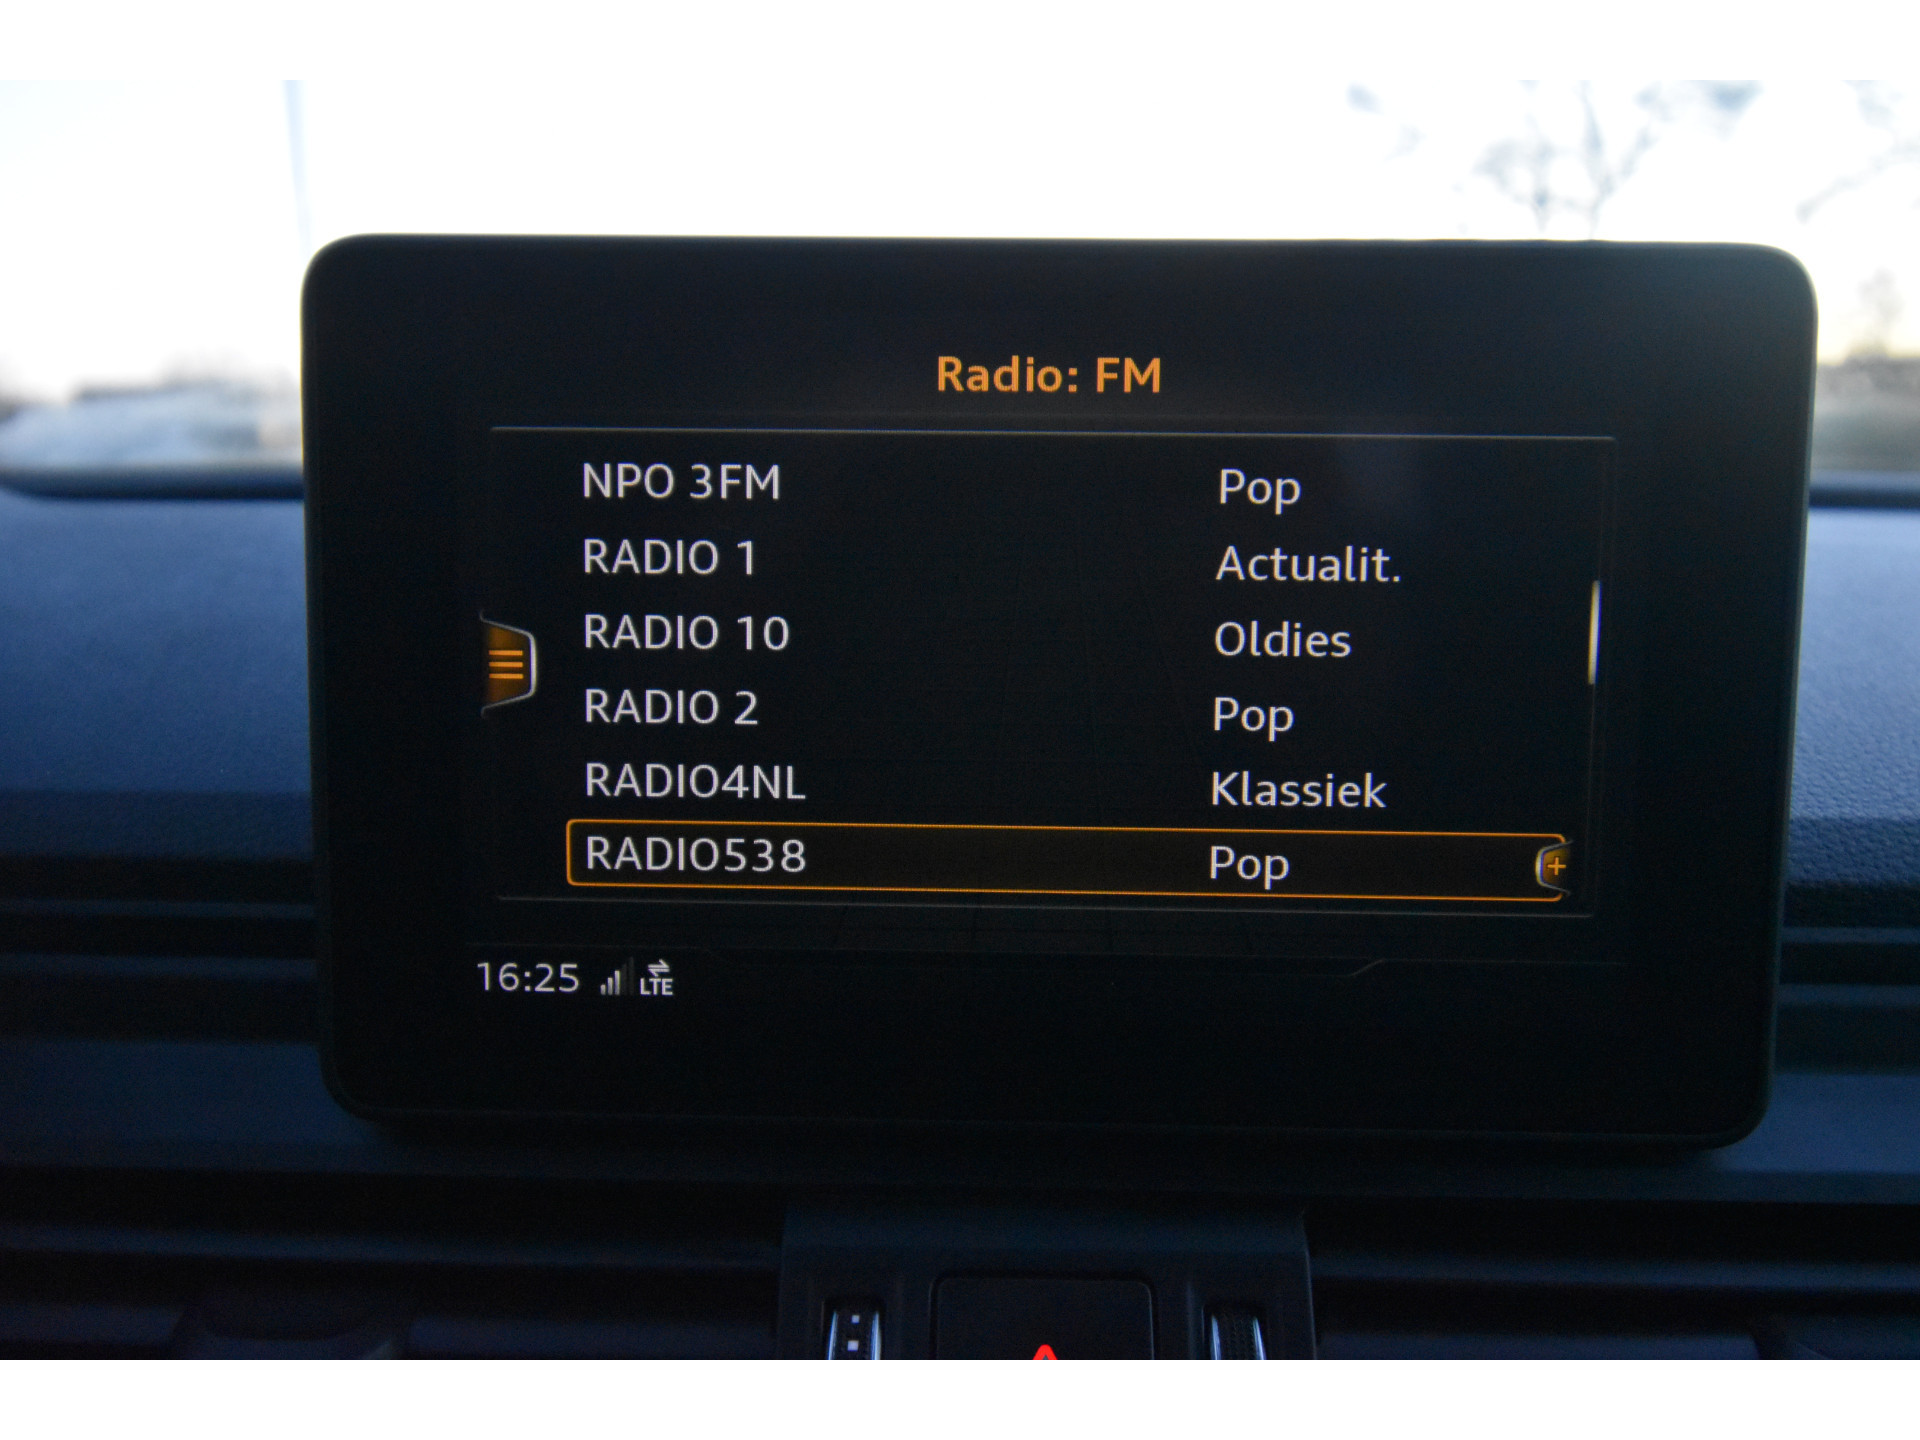 Radio: FM
NPO 3FM Pop
RADIO 1 Actualit.
RADIO 10 Oldies
RADIO 2 Pop
RADIO4NL Klassiek
RADIO538 Pop
16:25 LTE